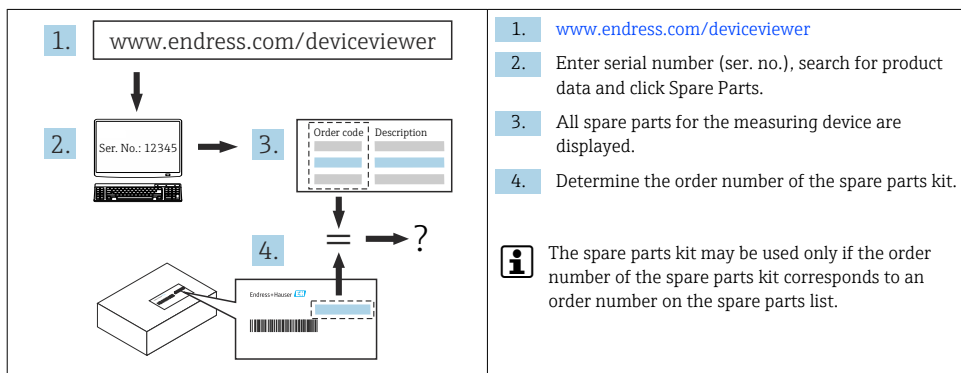 1.
www.endress.com/deviceviewer
2.
Ser. No.: 12345
3.
Order code Description
4.
?
Endress+Hauser EH
1. www.endress.com/deviceviewer
2. Enter serial number (ser. no.), search for product
data and click Spare Parts.
3. All spare parts for the measuring device are
displayed.
4. Determine the order number of the spare parts kit.
i The spare parts kit may be used only if the order
number of the spare parts kit corresponds to an
order number on the spare parts list.